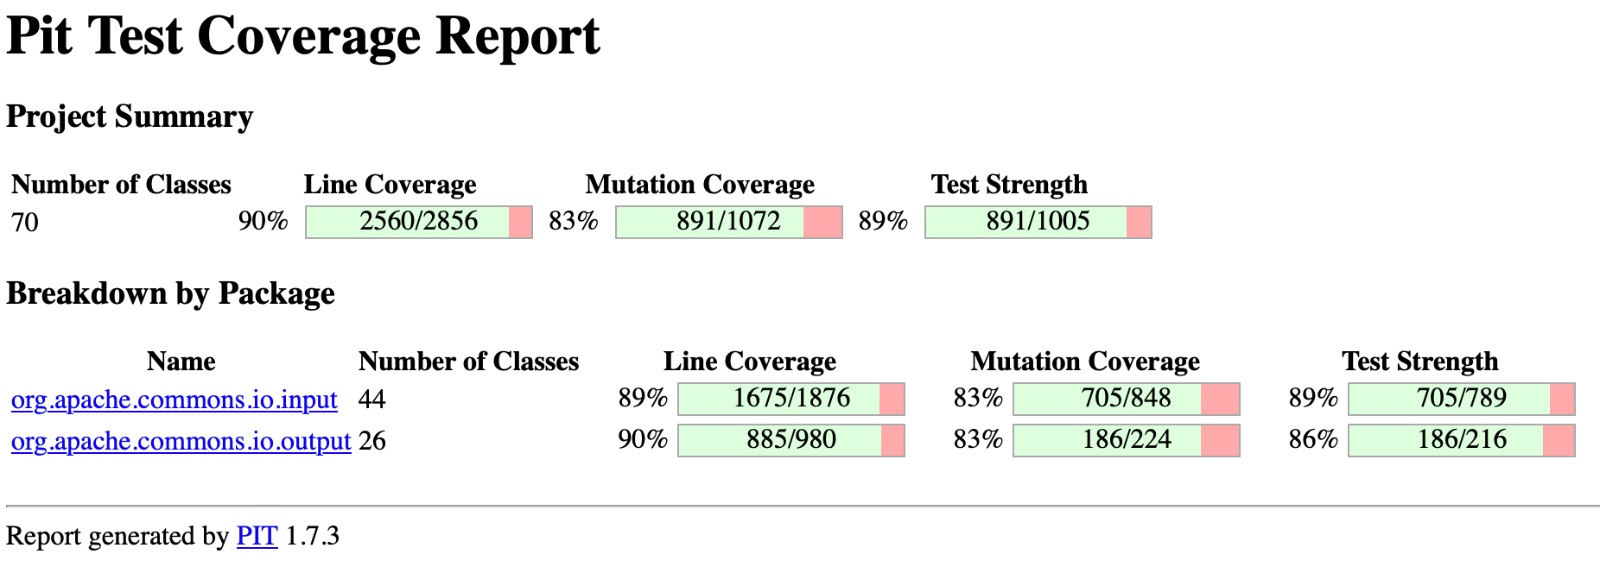 Pit Test Coverage Report
Project Summary
Number of Classes Line Coverage Mutation Coverage Test Strength
70 90% 2560/2856 83% 891/1072 89% 891/1005
Breakdown by Package
Name Number of Classes Line Coverage Mutation Coverage Test Strength
org.apache.commons.io.input 44 89% 1675/1876 83% 705/848 89% 705/789
org.apache.commons.io.output 26 90% 885/980 83% 186/224 86% 186/216
Report generated by PIT 1.7.3